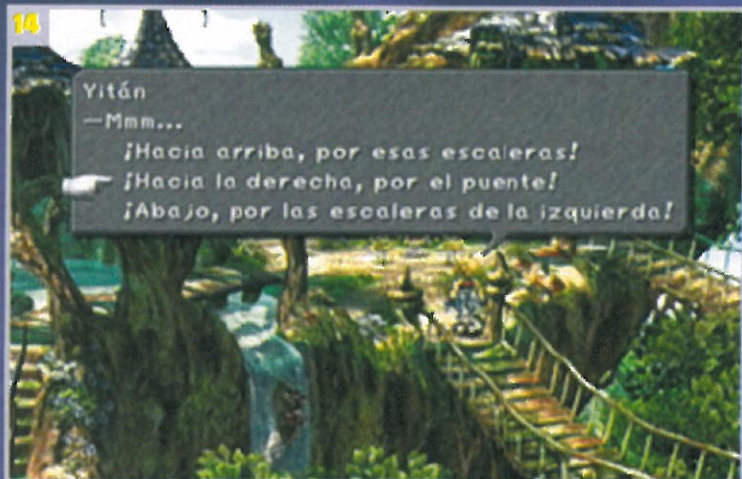 14
Yitán
—Mmm...
¡Hacia arriba, por esas escaleras!
¡Hacia la derecha, por el puente!
¡Abajo, por las escaleras de la izquierda!